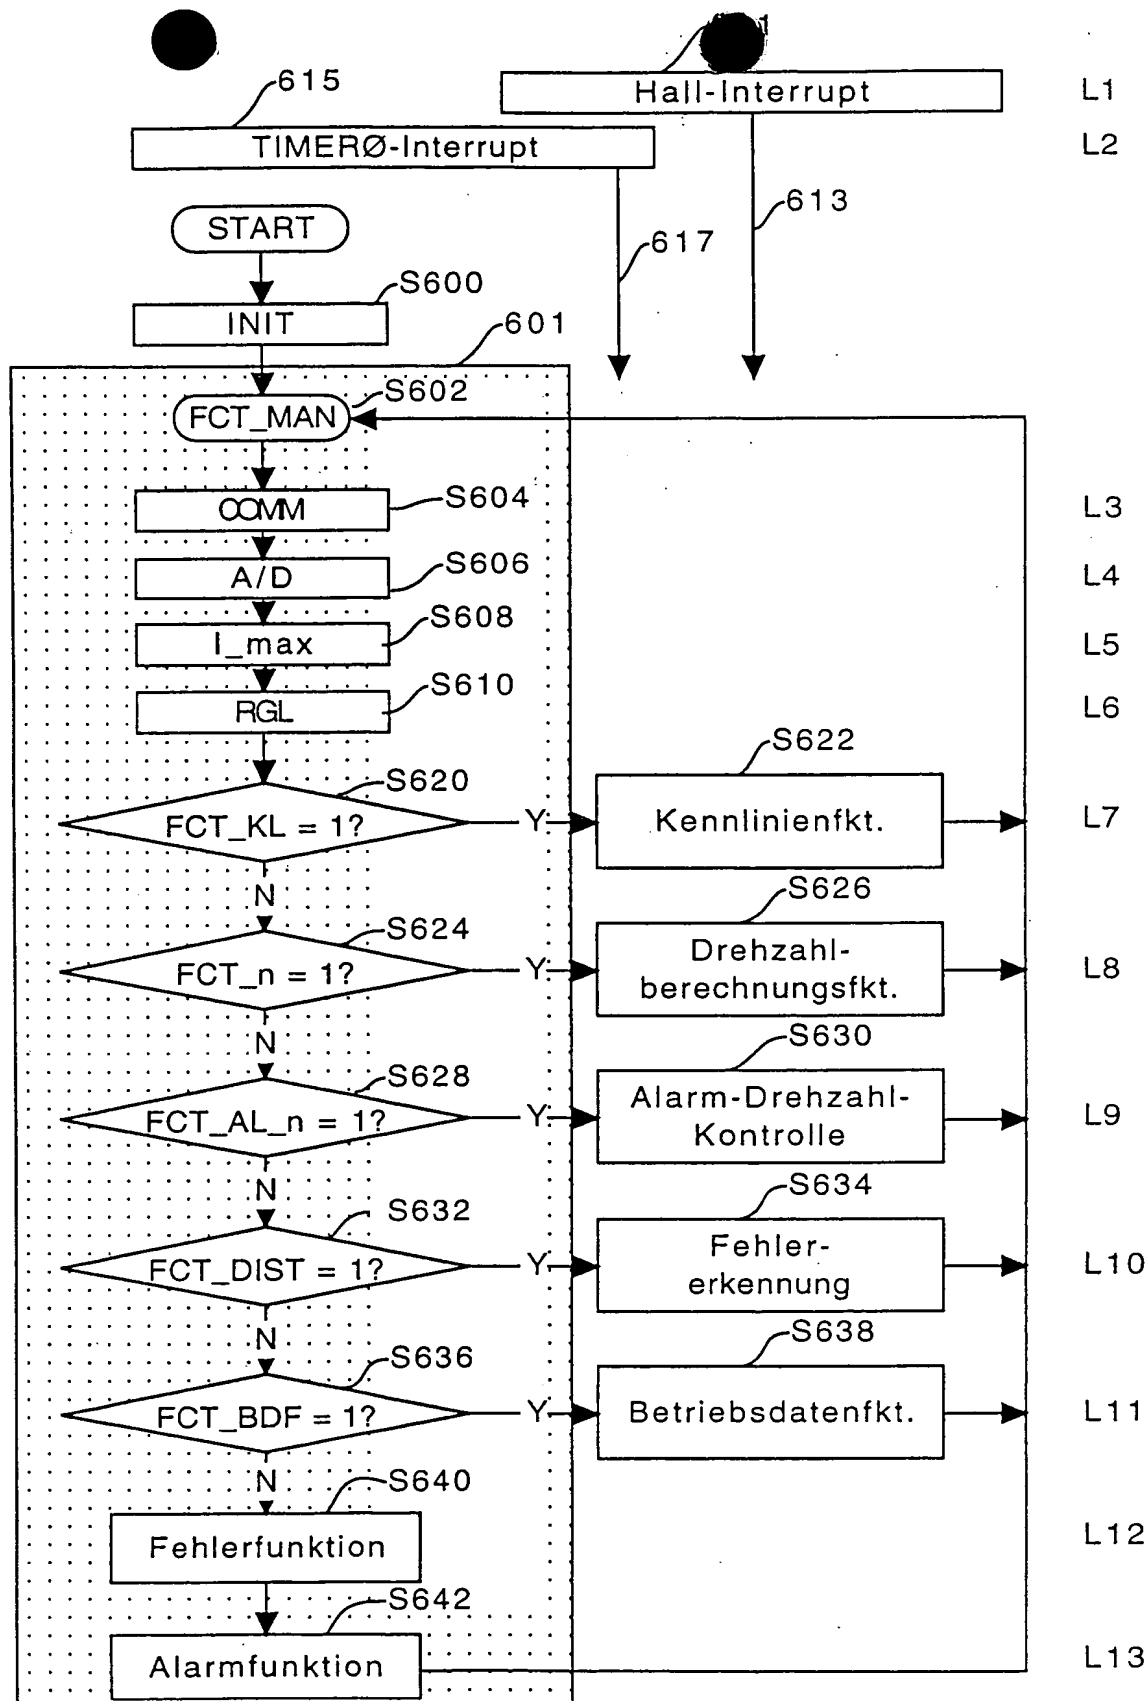 Hall-Interrupt L1
615
TIMERØ-Interrupt L2
613
START
617
S600
INIT
601
S602
FCT_MAN
S604
COMM L3
S606
A/D L4
S608
I_max L5
S610
RGL L6
S622
S620
FCT_KL = 1? Y Kennlinienfkt. L7
N
S626
S624
FCT_n = 1? Y Drehzahl-
berechnungsfkt. L8
N
S630
S628
FCT_AL_n = 1? Y Alarm-Drehzahl-
Kontrolle L9
N
S634
S632
FCT_DIST = 1? Y Fehler-
erkennung L10
N
S638
S636
FCT_BDF = 1? Y Betriebsdatenfkt. L11
N
S640
Fehlerfunktion L12
S642
Alarmfunktion L13